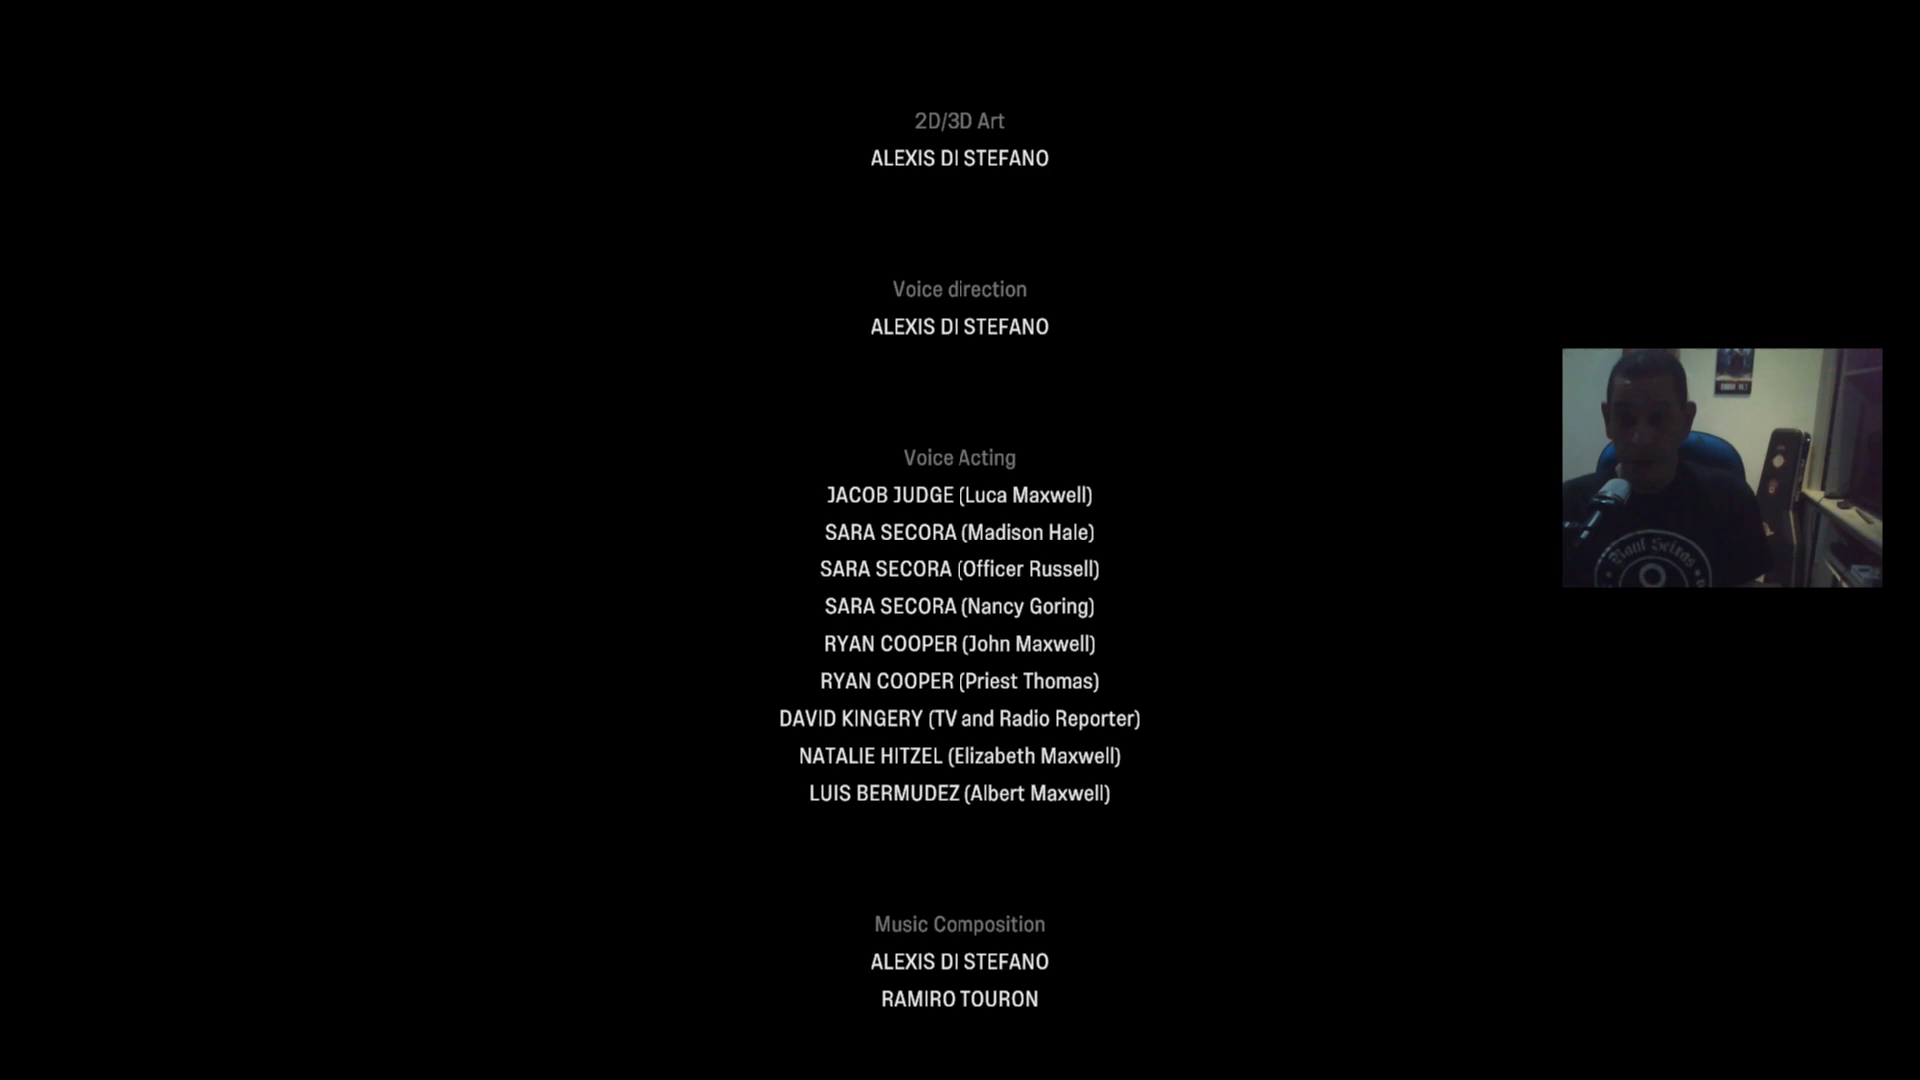 2D/3D Art
ALEXIS DI STEFANO
Voice direction
ALEXIS DI STEFANO
Voice Acting
JACOB JUDGE (Luca Maxwell)
SARA SECORA (Madison Hale)
SARA SECORA (Officer Russell)
SARA SECORA (Nancy Goring)
RYAN COOPER (John Maxwell)
RYAN COOPER (Priest Thomas)
DAVID KINGERY (TV and Radio Reporter)
NATALIE HITZEL (Elizabeth Maxwell)
LUIS BERMUDEZ (Albert Maxwell)
Music Composition
ALEXIS DI STEFANO
RAMIRO TOURON
Raul Seixas